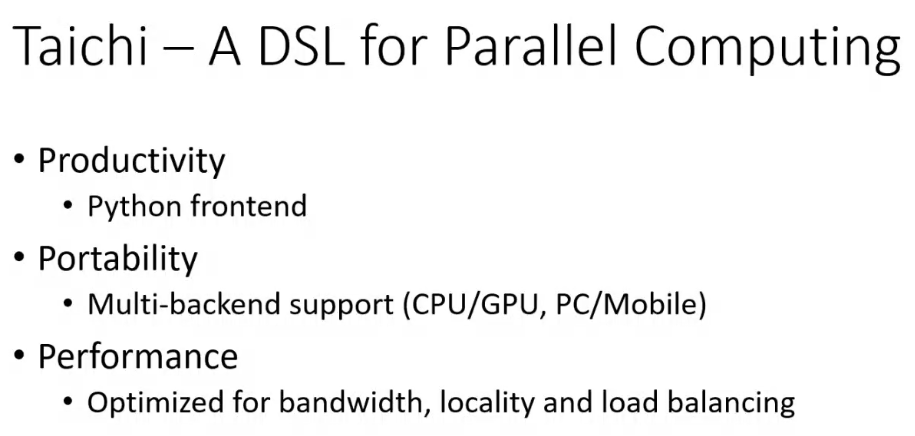 Taichi – A DSL for Parallel Computing
• Productivity
• Python frontend
• Portability
• Multi-backend support (CPU/GPU, PC/Mobile)
• Performance
• Optimized for bandwidth, locality and load balancing